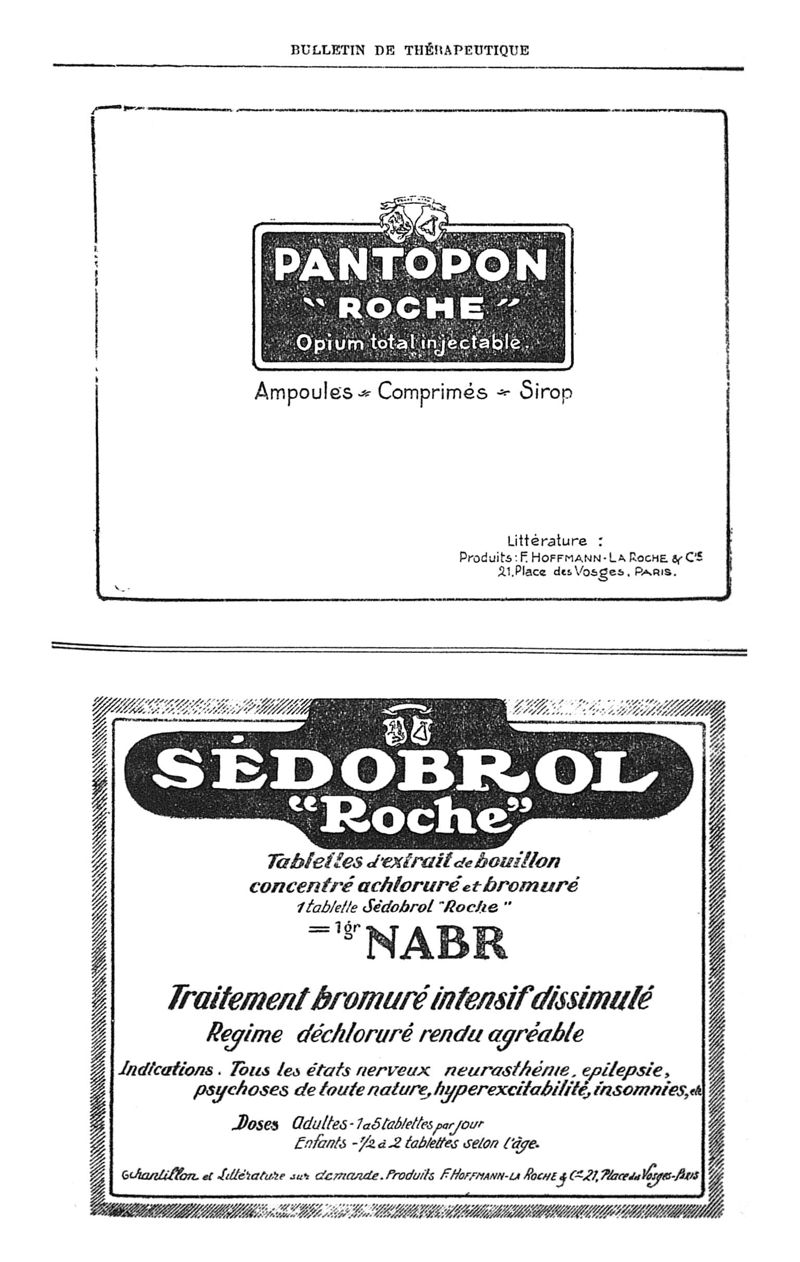 BULLETIN DE THÉRAPEUTIQUE
PANTOPON
"ROCHE"
Opium total injectable.
Ampoules - Comprimés - Sirop
Littérature :
Produits : F. HOFFMANN-LA ROCHE & Cie
21, Place des Vosges, PARIS.
SÉDOBROL
"Roche"
Tablettes d'extrait de bouillon
concentré achloruré et bromuré
1 tablette Sédobrol "Roche"
= 1gr NABR
Traitement bromuré intensif dissimulé
Regime déchloruré rendu agréable
Indications. Tous les états nerveux neurasthénie, epilepsie,
psychoses de toute nature, hyperexcitabilité, insomnies, etc
Doses Adultes - 1 a 5 tablettes par jour
Enfants - 1/2 à 2 tablettes selon l'âge.
Echantillon et Littérature sur demande. Produits F. HOFFMANN-LA ROCHE & Cie 21, Place des Vosges-Paris